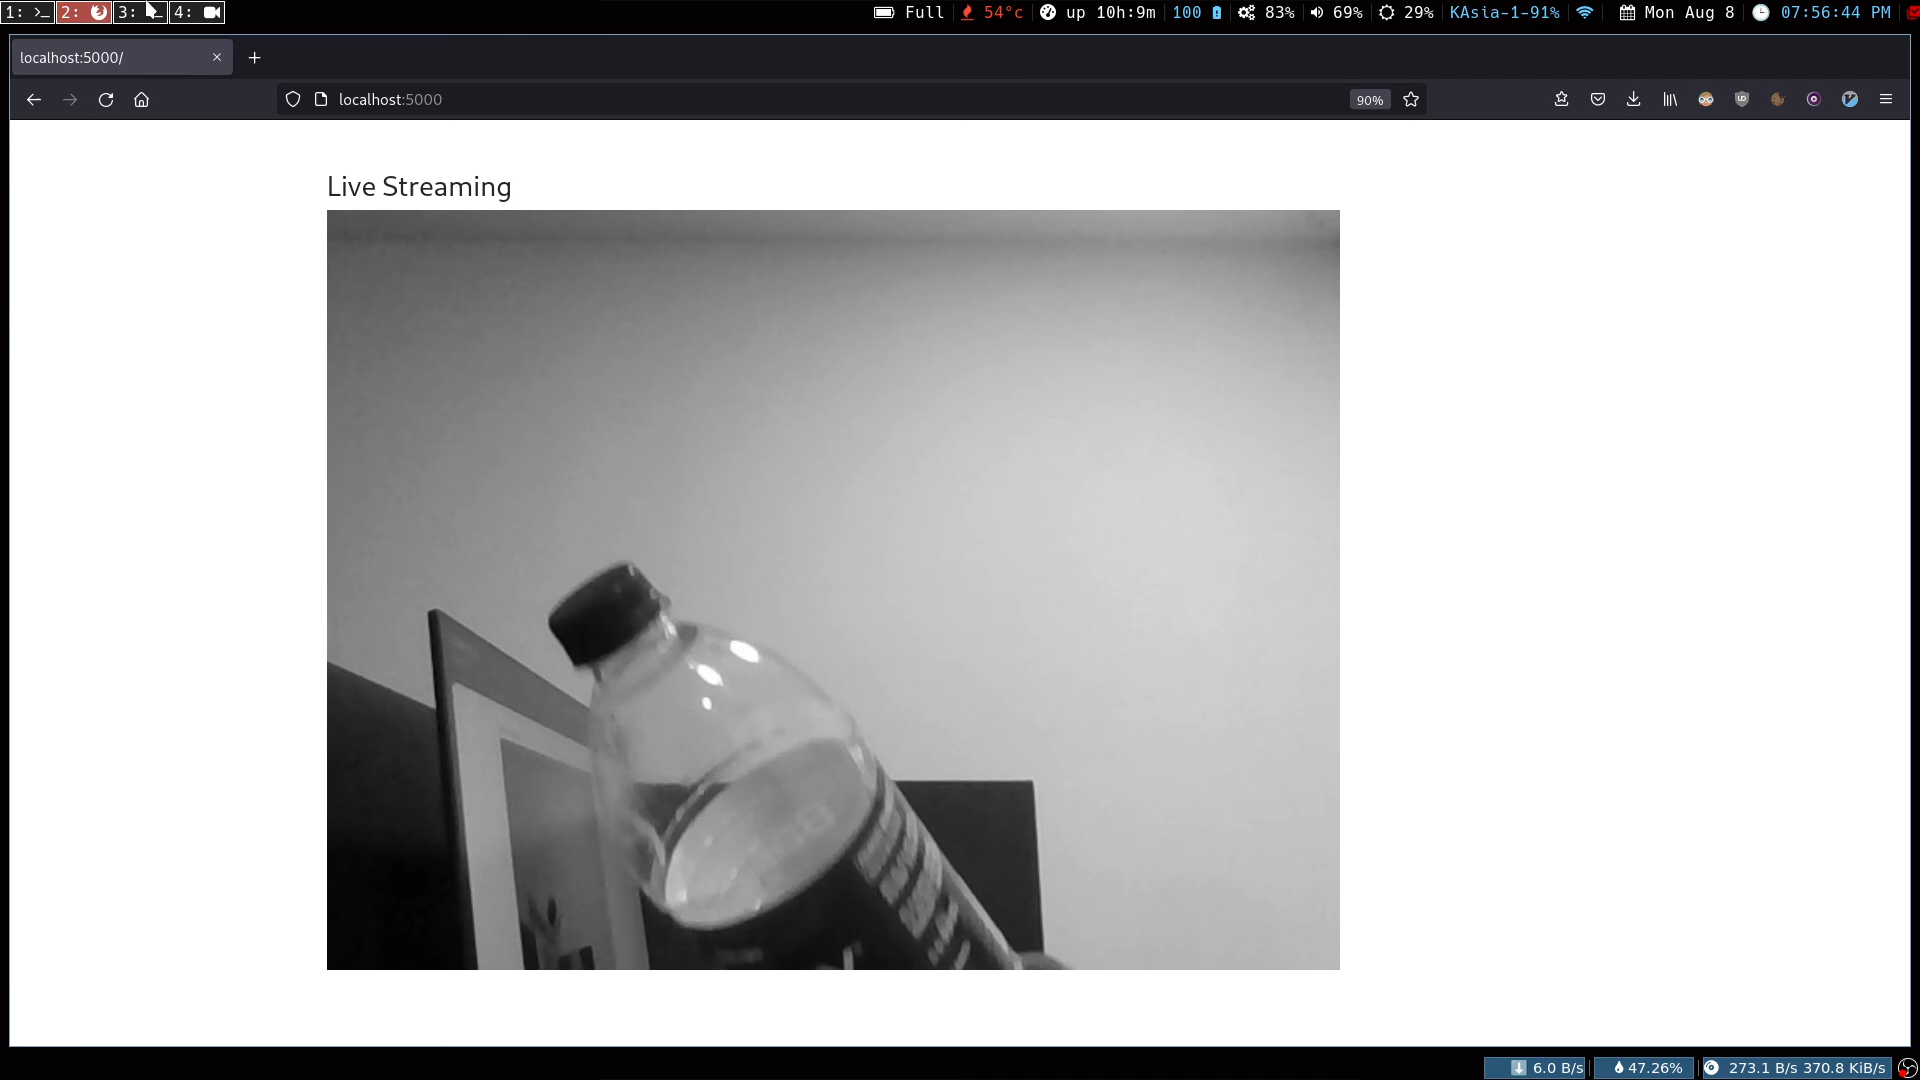 1: 2: 3: 4: Full 54°c up 10h:9m 100 83% 69% 29% KAsia-1-91% Mon Aug 8 07:56:44 PM
localhost:5000/
localhost:5000 90%
Live Streaming
6.0 B/s 47.26% 273.1 B/s 370.8 KiB/s